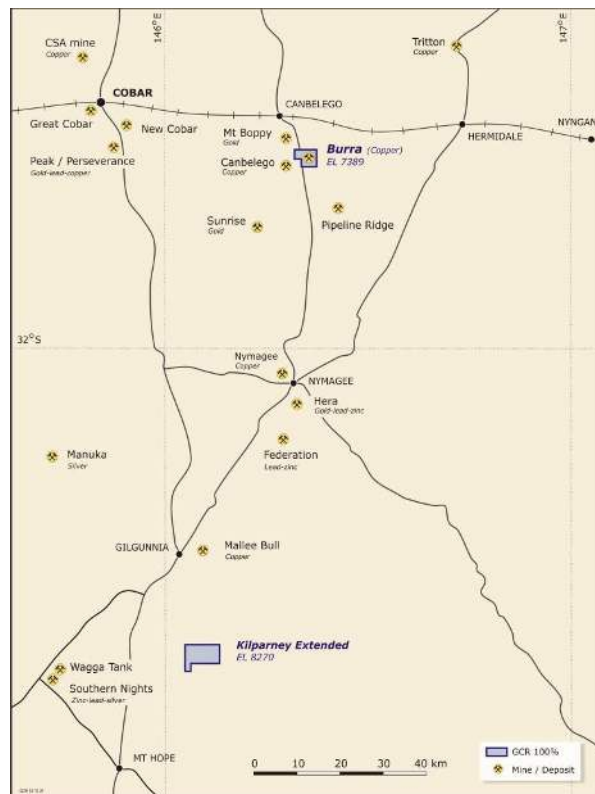 146°E
147°E
CSA mine
Copper
Tritton
Copper
COBAR
CANBELEGO
Great Cobar
New Cobar
Mt Boppy
Gold
HERMIDALE
NYNGAN
Peak / Perseverance
Gold-lead-copper
Canbelego
Copper
Burra (Copper)
EL 7389
Sunrise
Gold
Pipeline Ridge
32°S
Nymagee
Copper
NYMAGEE
Hera
Gold-lead-zinc
Manuka
Silver
Federation
Lead-zinc
GILGUNNIA
Mallee Bull
Copper
Kilparney Extended
EL 8270
Wagga Tank
Southern Nights
Zinc-lead-silver
MT HOPE
0 10 20 30 40 km
GCR 100%
Mine / Deposit